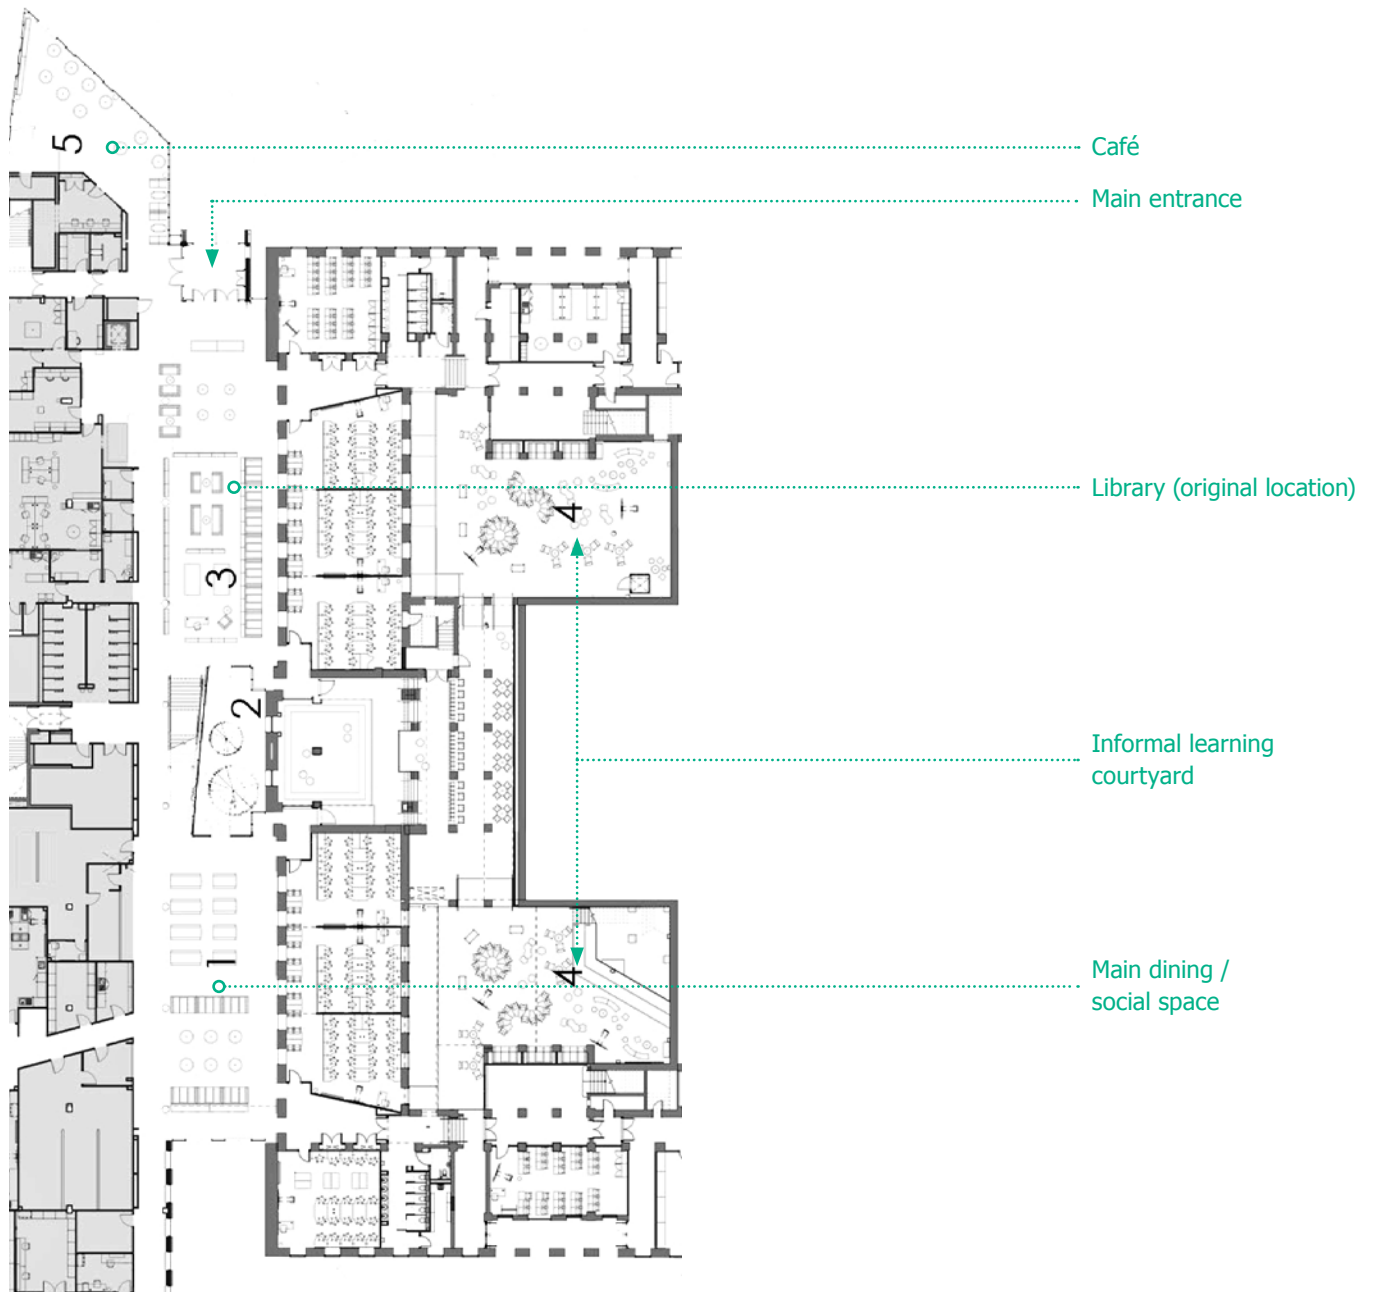 5
Café
Main entrance
Library (original location)
4
3
2
Informal learning
courtyard
1
4
Main dining /
social space